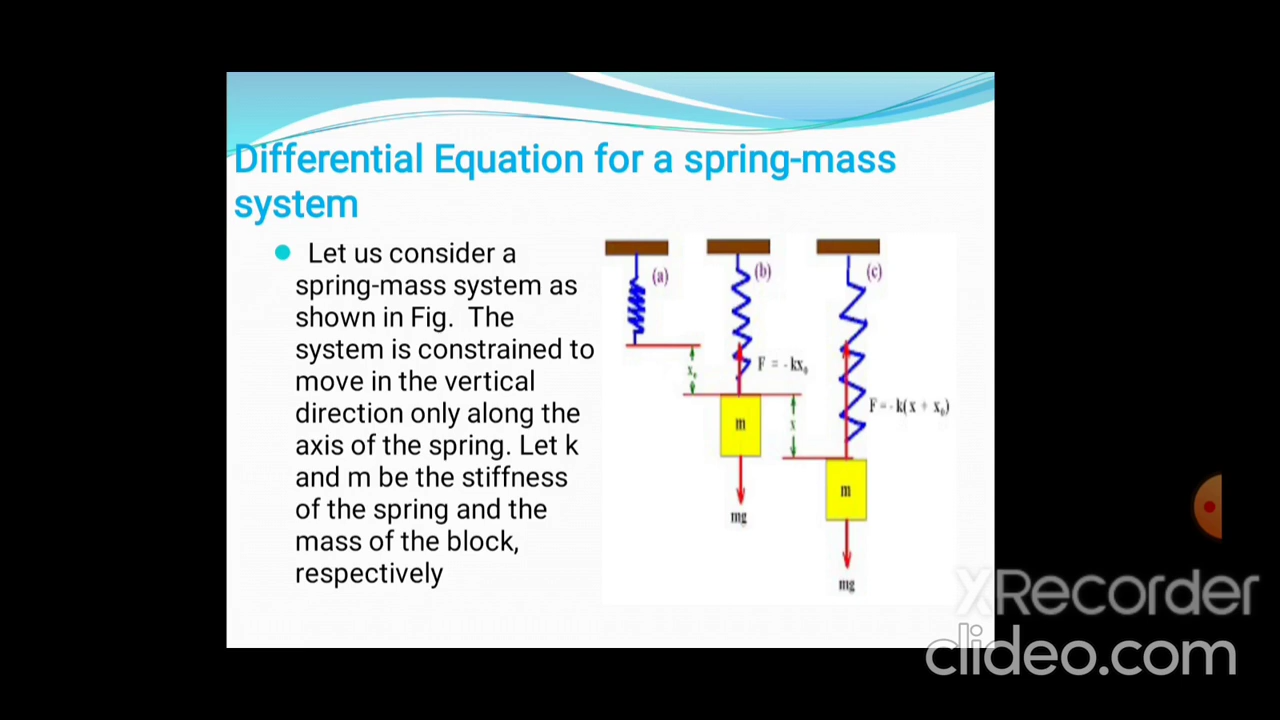 Differential Equation for a spring-mass
system
Let us consider a
spring-mass system as
shown in Fig. The
system is constrained to
move in the vertical
direction only along the
axis of the spring. Let k
and m be the stiffness
of the spring and the
mass of the block,
respectively
(a)
(b)
(c)
x₀
F = - kx₀
x
F = - k( x + x₀)
m
m
mg
mg
XRecorder
clideo.com